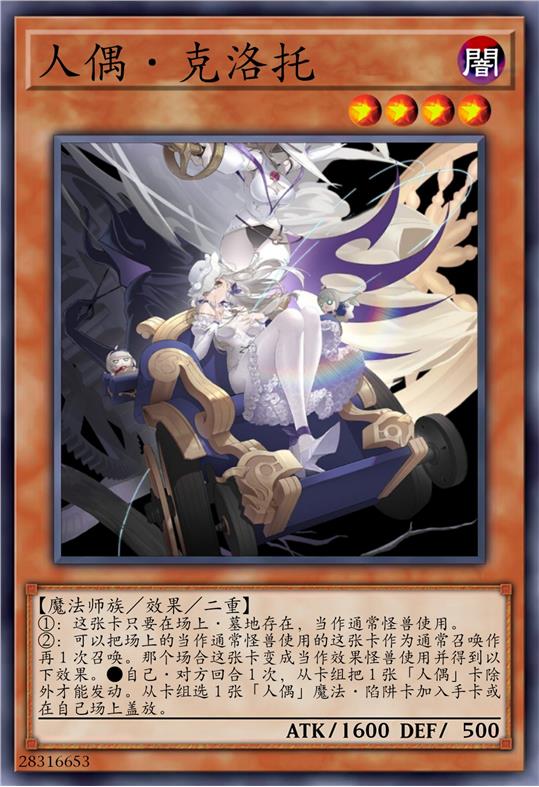 人偶·克洛托
闇
【魔法师族／效果／二重】
①：这张卡只要在场上·墓地存在，当作通常怪兽使用。
②：可以把场上的当作通常怪兽使用的这张卡作为通常召唤作
再1次召唤。那个场合这张卡变成当作效果怪兽使用并得到以
下效果。●自己·对方回合1次，从卡组把1张「人偶」卡除
外才能发动。从卡组选1张「人偶」魔法·陷阱卡加入手卡或
在自己场上盖放。
ATK/1600 DEF/ 500
28316653